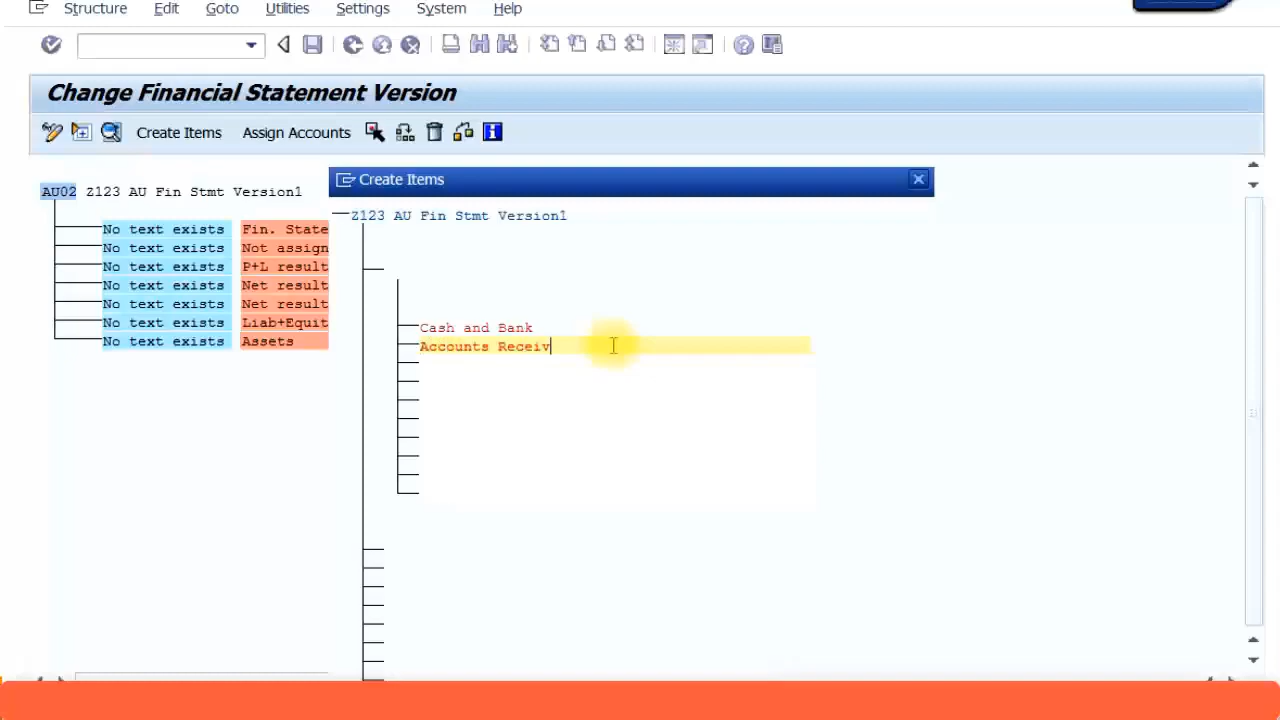 Structure Edit Goto Utilities Settings System Help
Change Financial Statement Version
Create Items Assign Accounts
AU02 Z123 AU Fin Stmt Version1
No text exists Fin. State
No text exists Not assign
No text exists P+L result
No text exists Net result
No text exists Net result
No text exists Liab+Equit
No text exists Assets
Create Items
Z123 AU Fin Stmt Version1
Cash and Bank
Accounts Receiv